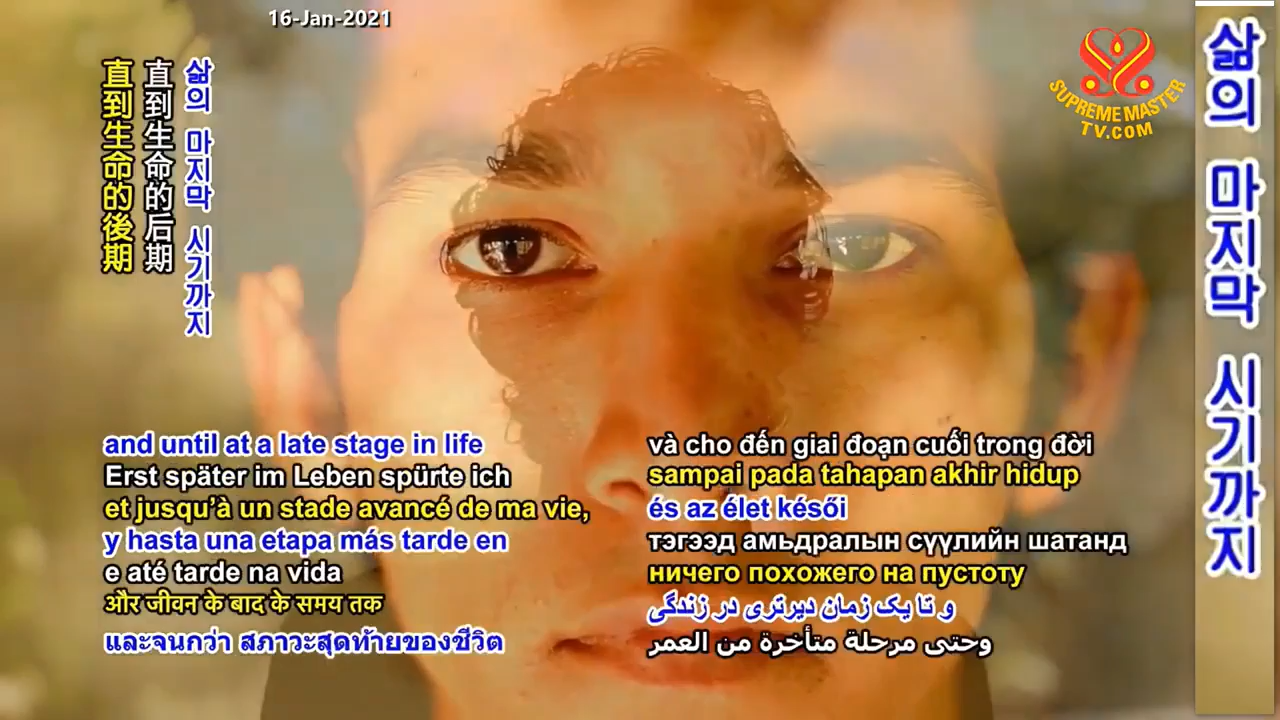 16-Jan-2021
SUPREME MASTER
TV.COM
直到生命的後期
直到生命的后期
삶의 마지막 시기까지
삶의 마지막 시기까지
and until at a late stage in life
Erst später im Leben spürte ich
et jusqu’à un stade avancé de ma vie,
y hasta una etapa más tarde en
e até tarde na vida
और जीवन के बाद के समय तक
และจนกว่า สภาวะสุดท้ายของชีวิต
và cho đến giai đoạn cuối trong đời
sampai pada tahapan akhir hidup
és az élet késői
тэгээд амьдралын сүүлийн шатанд
ничего похожего на пустоту
و تا یک زمان دیرتری در زندگی
وحتى مرحلة متأخرة من العمر